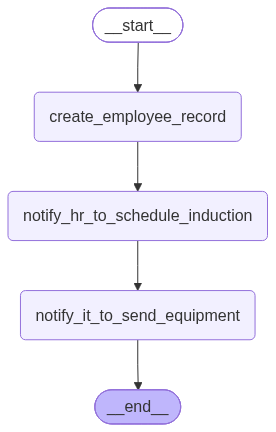 __start__
create_employee_record
notify_hr_to_schedule_induction
notify_it_to_send_equipment
__end__